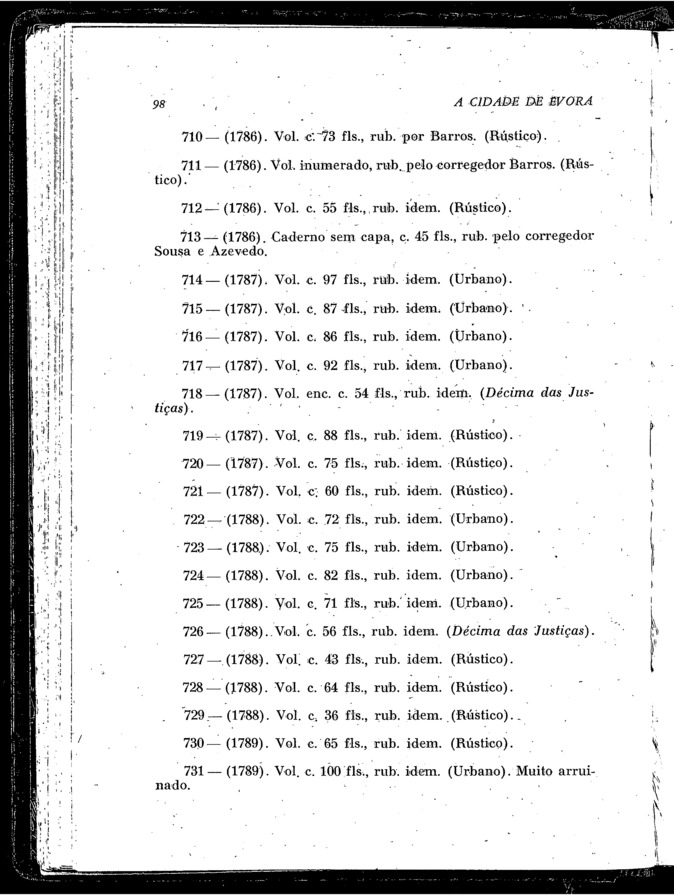 98
A CIDADE DE ÉVORA
710 — (1786). Vol. c. 73 fls., rub. por Barros. (Rústico).
711 — (1786). Vol. inumerado, rub. pelo corregedor Barros. (Rús-
tico).
712 — (1786). Vol. c. 55 fls., rub. idem. (Rústico).
713 — (1786). Caderno sem capa, c. 45 fls., rub. pelo corregedor
Sousa e Azevedo.
714 — (1787). Vol. c. 97 fls., rub. idem. (Urbano).
715 — (1787). Vol. c. 87 fls., rub. idem. (Urbano).
716 — (1787). Vol. c. 86 fls., rub. idem. (Urbano).
717 — (1787). Vol. c. 92 fls., rub. idem. (Urbano).
718 — (1787). Vol. enc. c. 54 fls., rub. idem. (Décima das Jus-
tiças).
719 — (1787). Vol. c. 88 fls., rub. idem. (Rústico).
720 — (1787). Vol. c. 75 fls., rub. idem. (Rústico).
721 — (1787). Vol. c. 60 fls., rub. idem. (Rústico).
722 — (1788). Vol. c. 72 fls., rub. idem. (Urbano).
723 — (1788). Vol. c. 75 fls., rub. idem. (Urbano).
724 — (1788). Vol. c. 82 fls., rub. idem. (Urbano).
725 — (1788). Vol. c. 71 fls., rub. idem. (Urbano).
726 — (1788). Vol. c. 56 fls., rub. idem. (Décima das Justiças).
727 — (1788). Vol. c. 43 fls., rub. idem. (Rústico).
728 — (1788). Vol. c. 64 fls., rub. idem. (Rústico).
729 — (1788). Vol. c. 36 fls., rub. idem. (Rústico).
730 — (1789). Vol. c. 65 fls., rub. idem. (Rústico).
731 — (1789). Vol. c. 100 fls., rub. idem. (Urbano). Muito arrui-
nado.